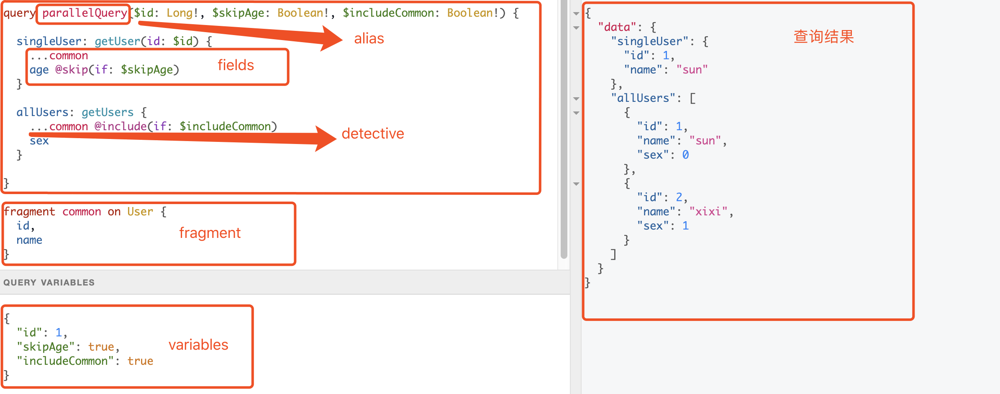 query parallelQuery($id: Long!, $skipAge: Boolean!, $includeCommon: Boolean!) {
alias
singleUser: getUser(id: $id) {
...common
fields
age @skip(if: $skipAge)
}
allUsers: getUsers {
...common @include(if: $includeCommon)
detective
sex
}
}
fragment common on User {
id,
fragment
name
}
QUERY VARIABLES
{
"id": 1,
"skipAge": true,
variables
"includeCommon": true
}
{
"data": {
查询结果
"singleUser": {
"id": 1,
"name": "sun"
},
"allUsers": [
{
"id": 1,
"name": "sun",
"sex": 0
},
{
"id": 2,
"name": "xixi",
"sex": 1
}
]
}
}